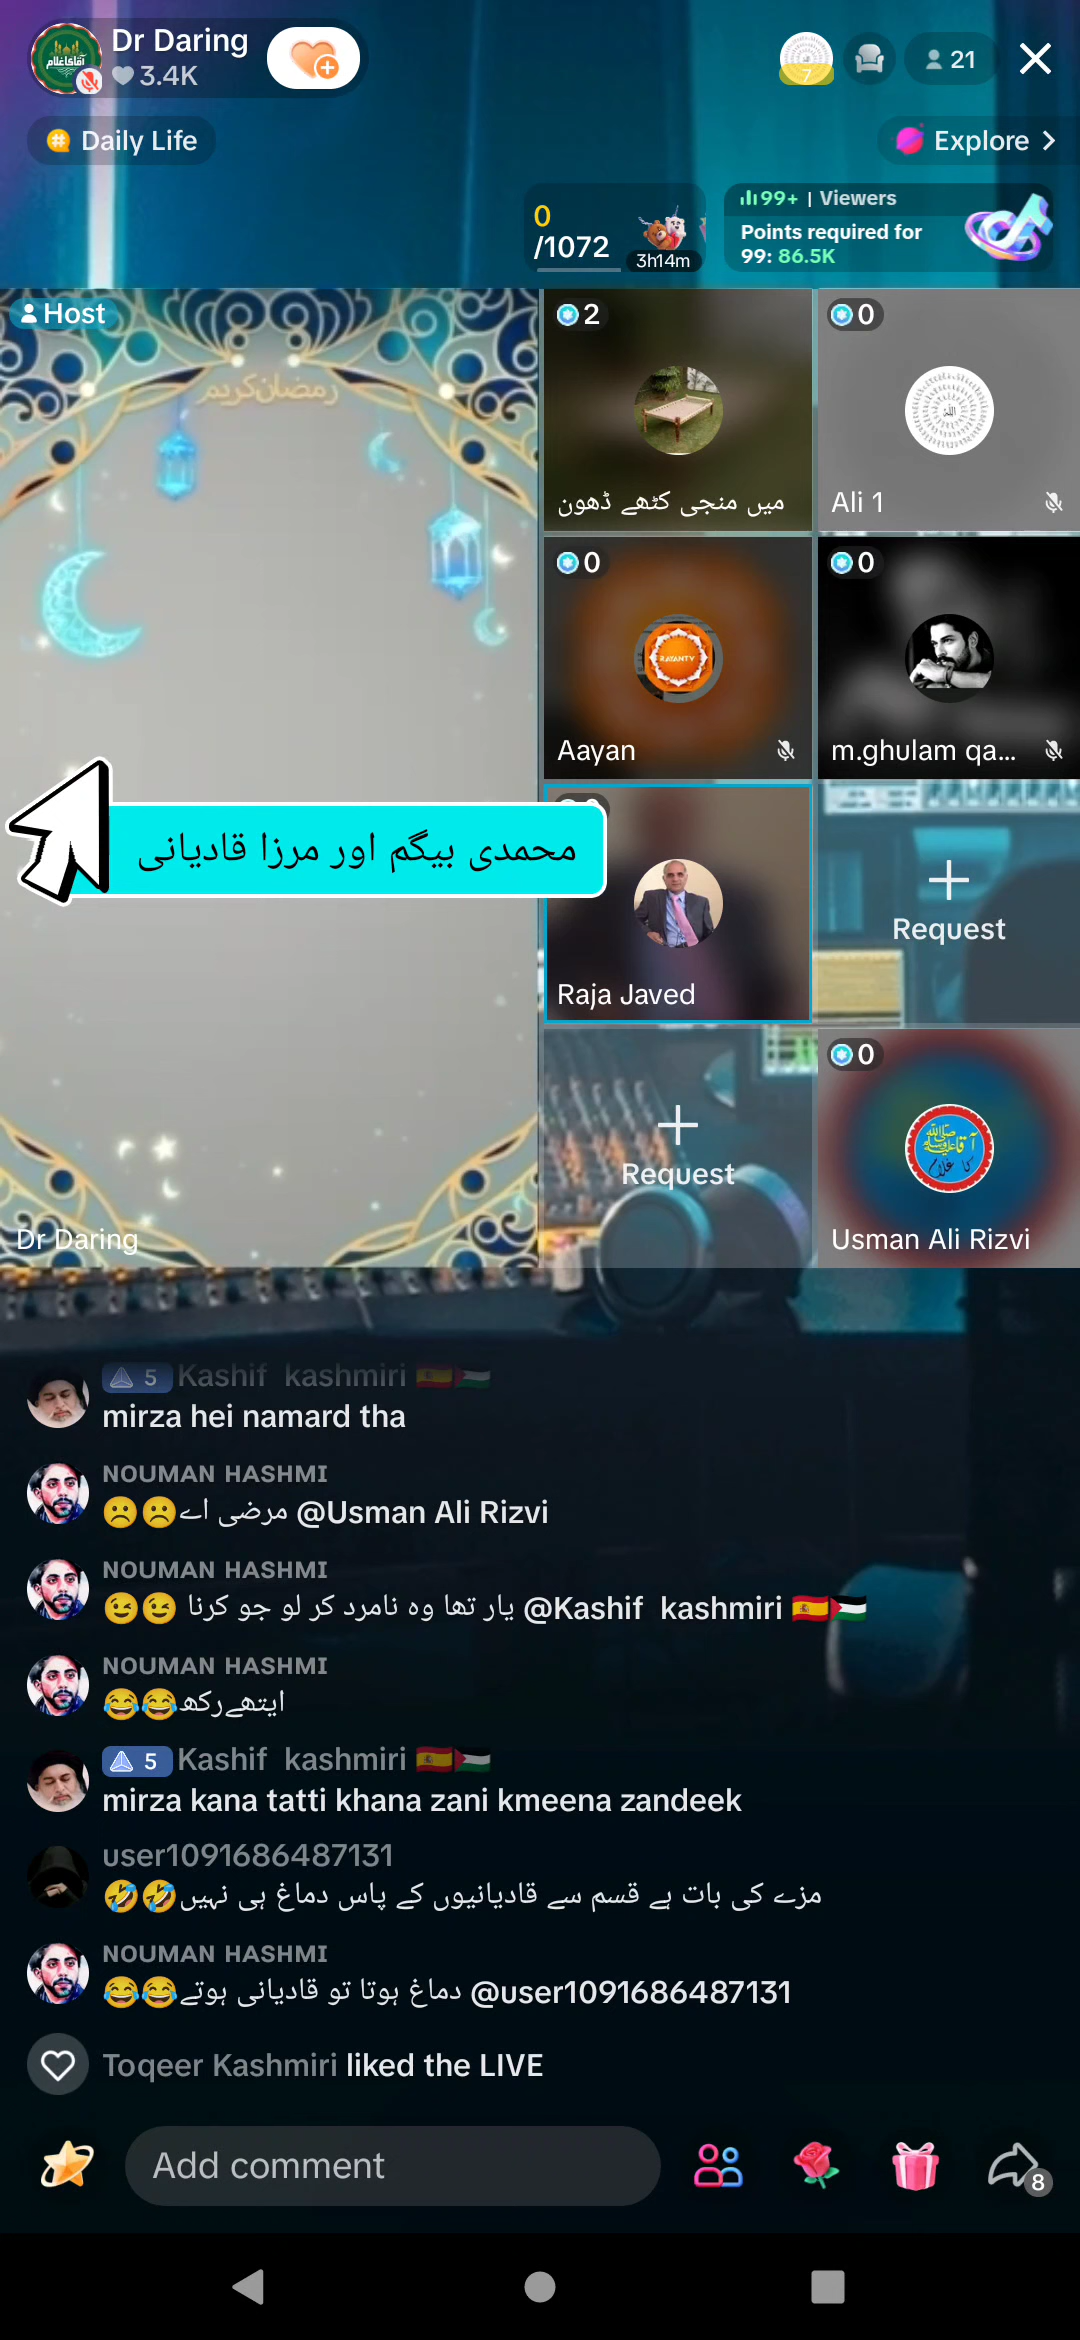 Dr Daring
3.4K
7
21
Daily Life
Explore
0
/1072
3h14m
99+ | Viewers
Points required for
99: 86.5K
Host
رمضان كريم
2
میں منجی کٹھے ڈھون
0
Ali 1
0
RAYANTV
Aayan
0
m.ghulam qa...
محمدی بیگم اور مرزا قادیانی
Raja Javed
Request
Request
0
Usman Ali Rizvi
Dr Daring
5 Kashif kashmiri 🇪🇸🇵🇸
mirza hei namard tha
NOUMAN HASHMI
@Usman Ali Rizvi مرضی اے☹️☹️
NOUMAN HASHMI
@Kashif kashmiri 🇪🇸🇵🇸 یار تھا وہ نامرد کر لو جو کرنا 😉😉
NOUMAN HASHMI
ایتھےرکھ😂😂
5 Kashif kashmiri 🇪🇸🇵🇸
mirza kana tatti khana zani kmeena zandeek
user1091686487131
مزے کی بات ہے قسم سے قادیانیوں کے پاس دماغ ہی نہیں🤣🤣
NOUMAN HASHMI
@user1091686487131 دماغ ہوتا تو قادیانی ہوتے😂😂
Toqeer Kashmiri liked the LIVE
Add comment
8